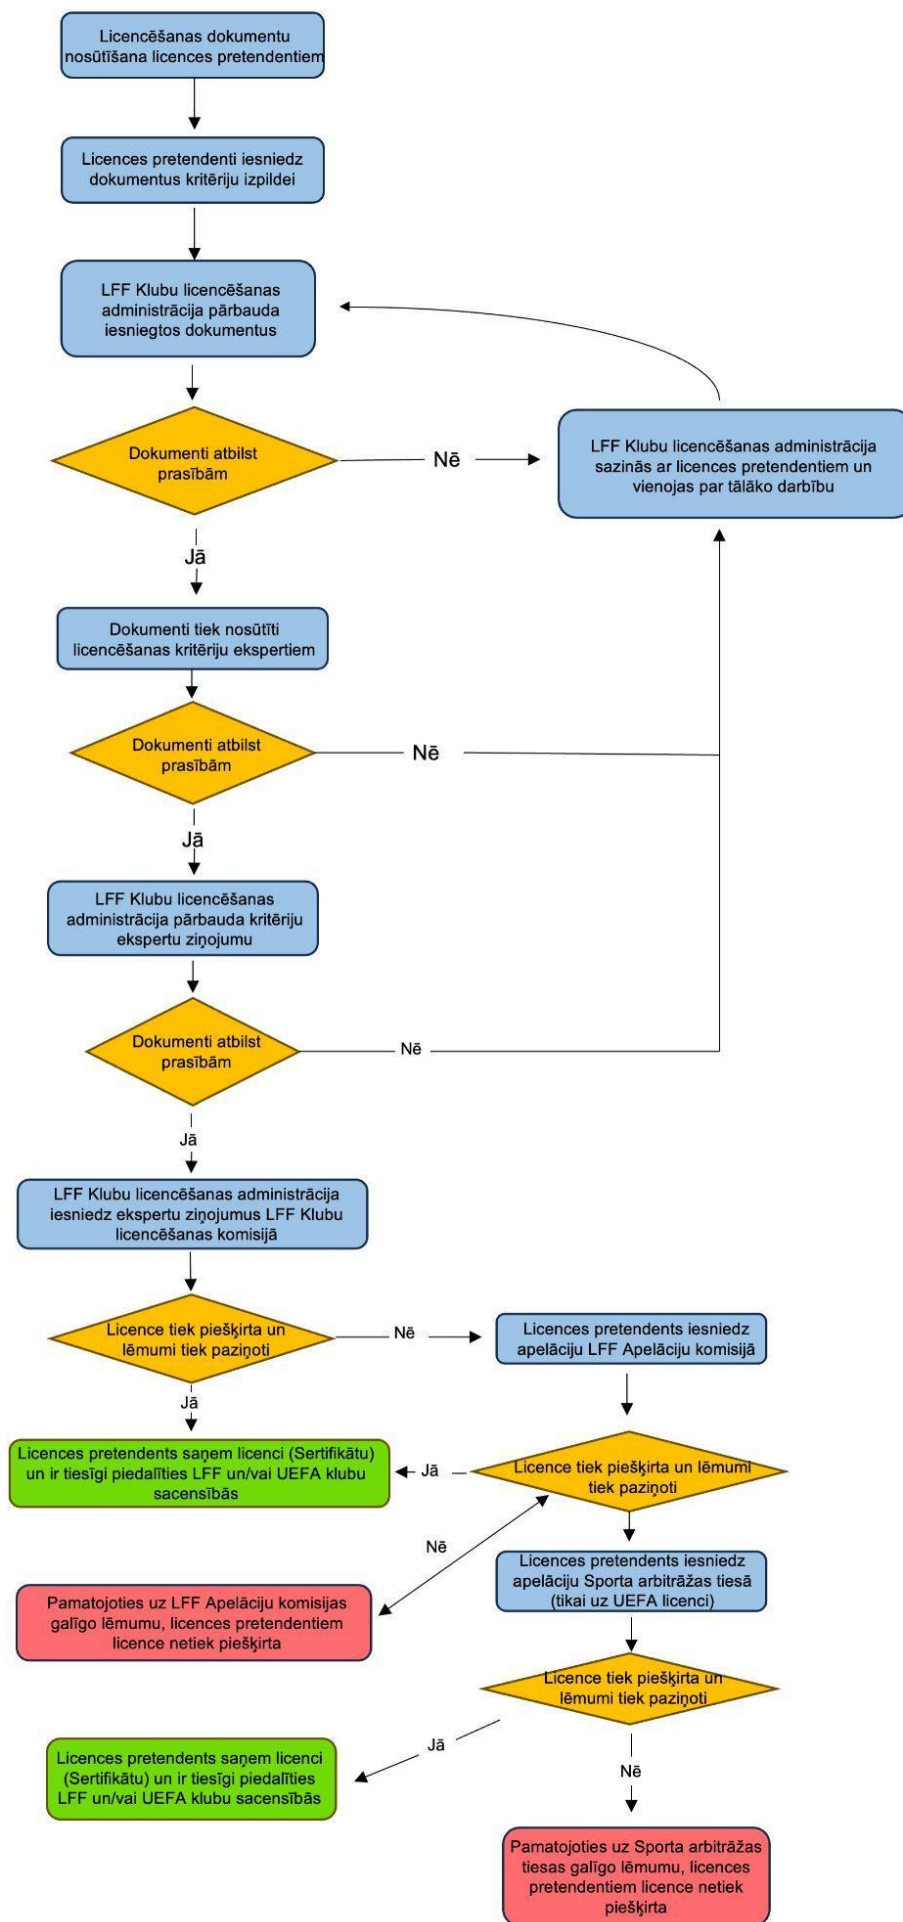 Licencēšanas dokumentu
nosūtīšana licences pretendentiem
Licences pretendenti iesniedz
dokumentus kritēriju izpildei
LFF Klubu licencēšanas
administrācija pārbauda
iesniegtos dokumentus
Dokumenti atbilst
prasībām
Nē
LFF Klubu licencēšanas administrācija
sazinās ar licences pretendentiem un
vienojas par tālāko darbību
Jā
Dokumenti tiek nosūtīti
licencēšanas kritēriju ekspertiem
Dokumenti atbilst
prasībām
Nē
Jā
LFF Klubu licencēšanas
administrācija pārbauda kritēriju
ekspertu ziņojumu
Dokumenti atbilst
prasībām
Nē
Jā
LFF Klubu licencēšanas administrācija
iesniedz ekspertu ziņojumus LFF Klubu
licencēšanas komisijā
Licence tiek piešķirta un
lēmumi tiek paziņoti
Nē
Licences pretendents iesniedz
apelāciju LFF Apelāciju komisijā
Jā
Licences pretendents saņem licenci (Sertifikātu)
un ir tiesīgi piedalīties LFF un/vai UEFA klubu
sacensībās
Jā
Licence tiek piešķirta un lēmumi
tiek paziņoti
Nē
Licences pretendents iesniedz
apelāciju Sporta arbitrāžas tiesā
(tikai uz UEFA licenci)
Pamatojoties uz LFF Apelāciju komisijas
galīgo lēmumu, licences pretendentiem
licence netiek piešķirta
Licence tiek piešķirta un
lēmumi tiek paziņoti
Jā
Licences pretendents saņem licenci
(Sertifikātu) un ir tiesīgi piedalīties
LFF un/vai UEFA klubu sacensībās
Nē
Pamatojoties uz Sporta arbitrāžas
tiesas galīgo lēmumu, licences
pretendentiem licence netiek
piešķirta